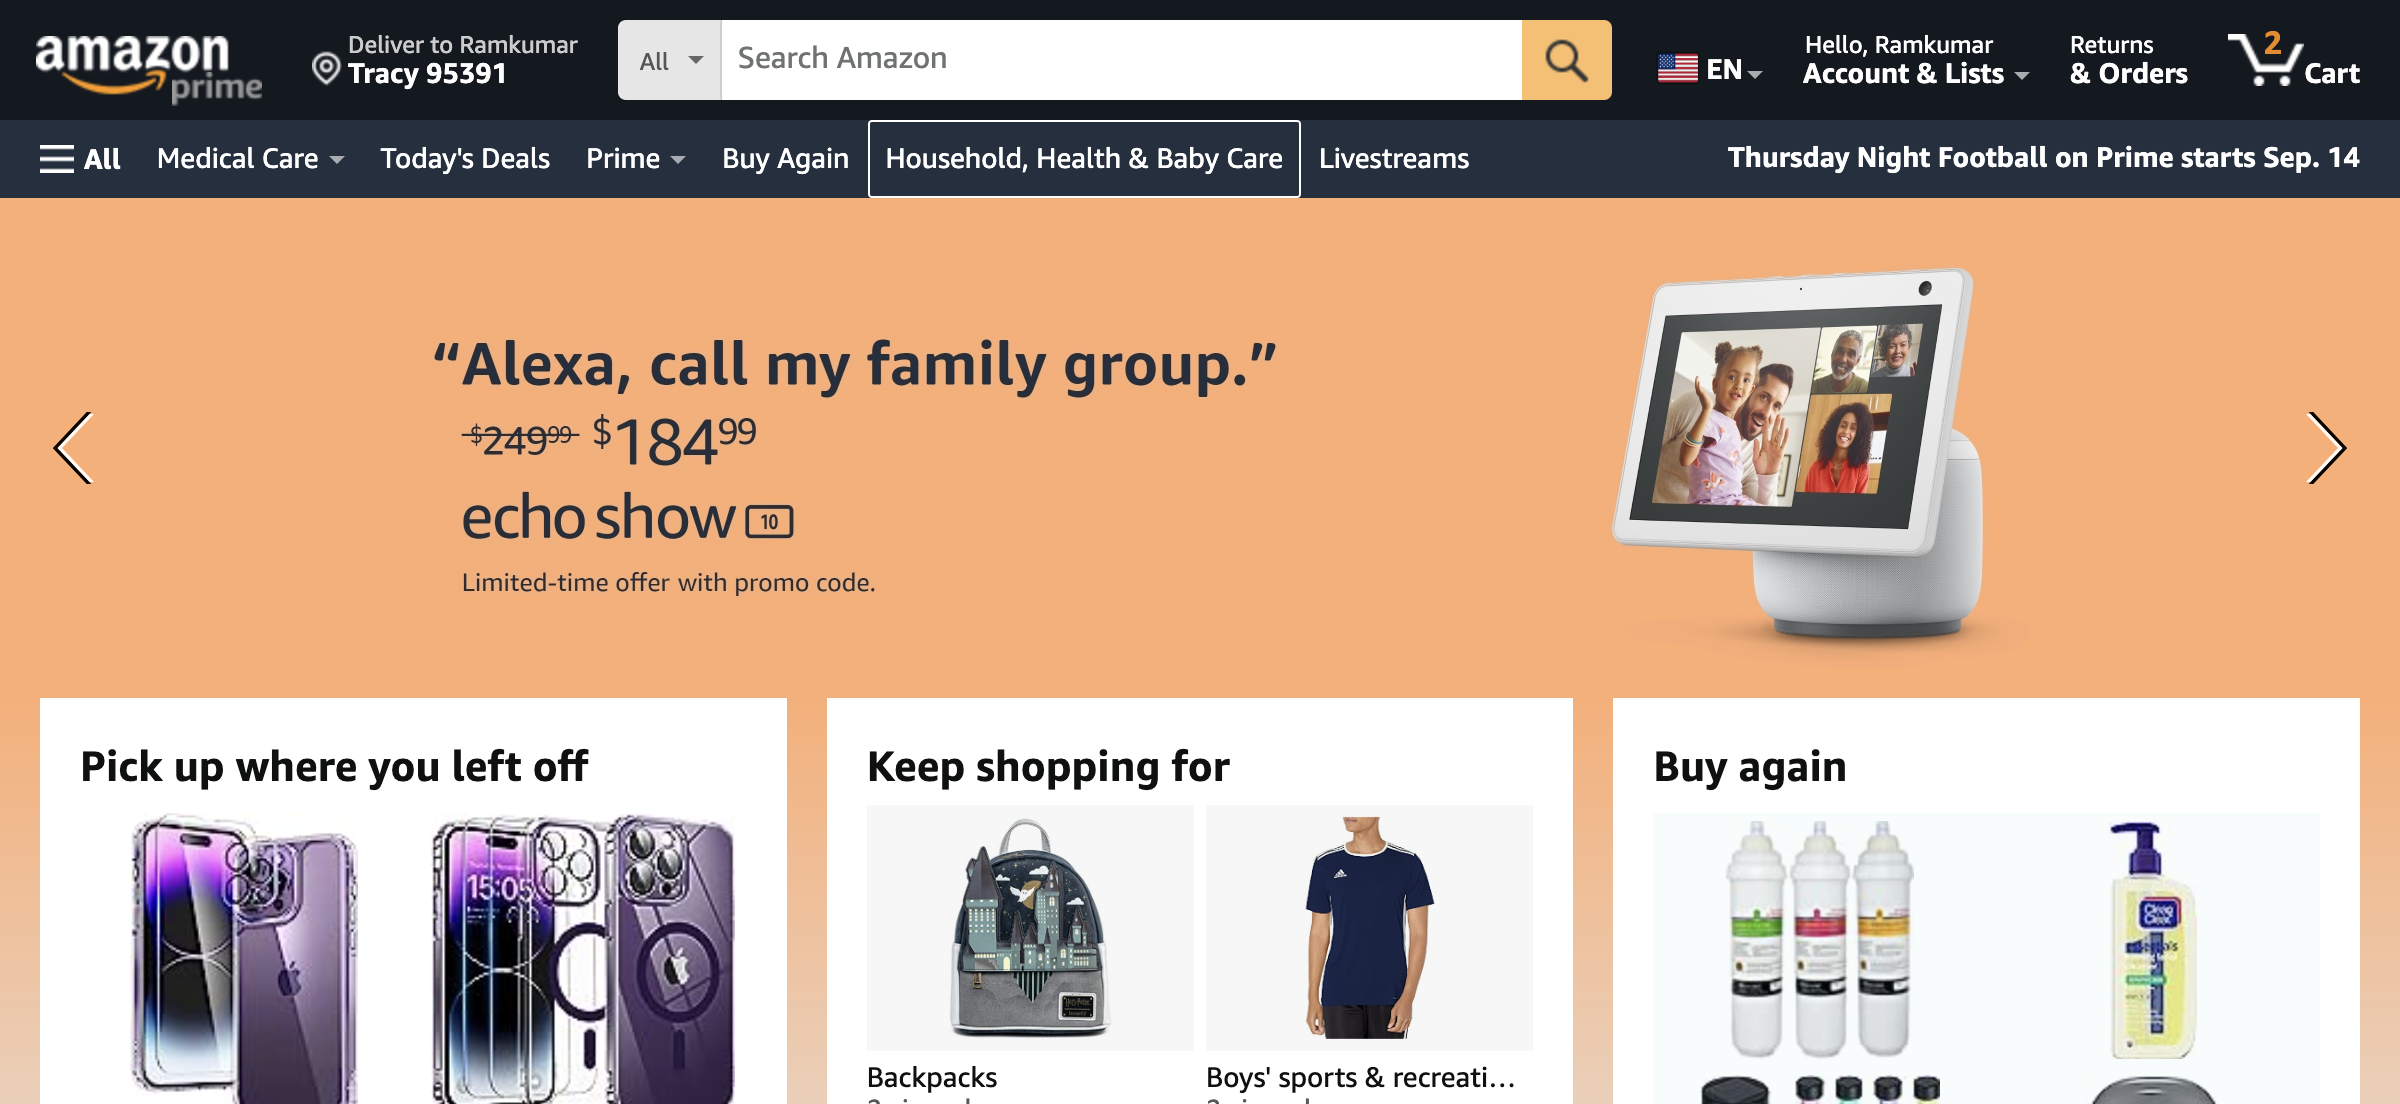 amazon
prime
Deliver to Ramkumar
Tracy 95391
All
Search Amazon
EN
Hello, Ramkumar
Account & Lists
Returns
& Orders
2
Cart
All
Medical Care
Today's Deals
Prime
Buy Again
Household, Health & Baby Care
Livestreams
Thursday Night Football on Prime starts Sep. 14
“Alexa, call my family group.”
$249 99 $184 99
echo show 10
Limited-time offer with promo code.
Pick up where you left off
15:05
Keep shopping for
Backpacks
Boys' sports & recreati…
Buy again
Clean
Clear